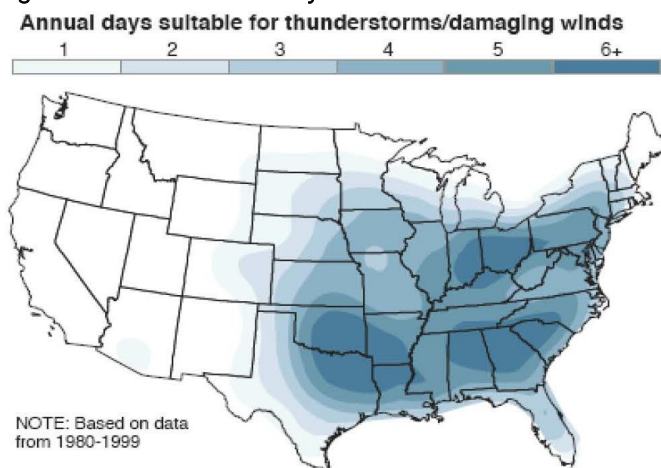 Annual days suitable for thunderstorms/damaging winds
1 2 3 4 5 6+
NOTE: Based on data
from 1980-1999